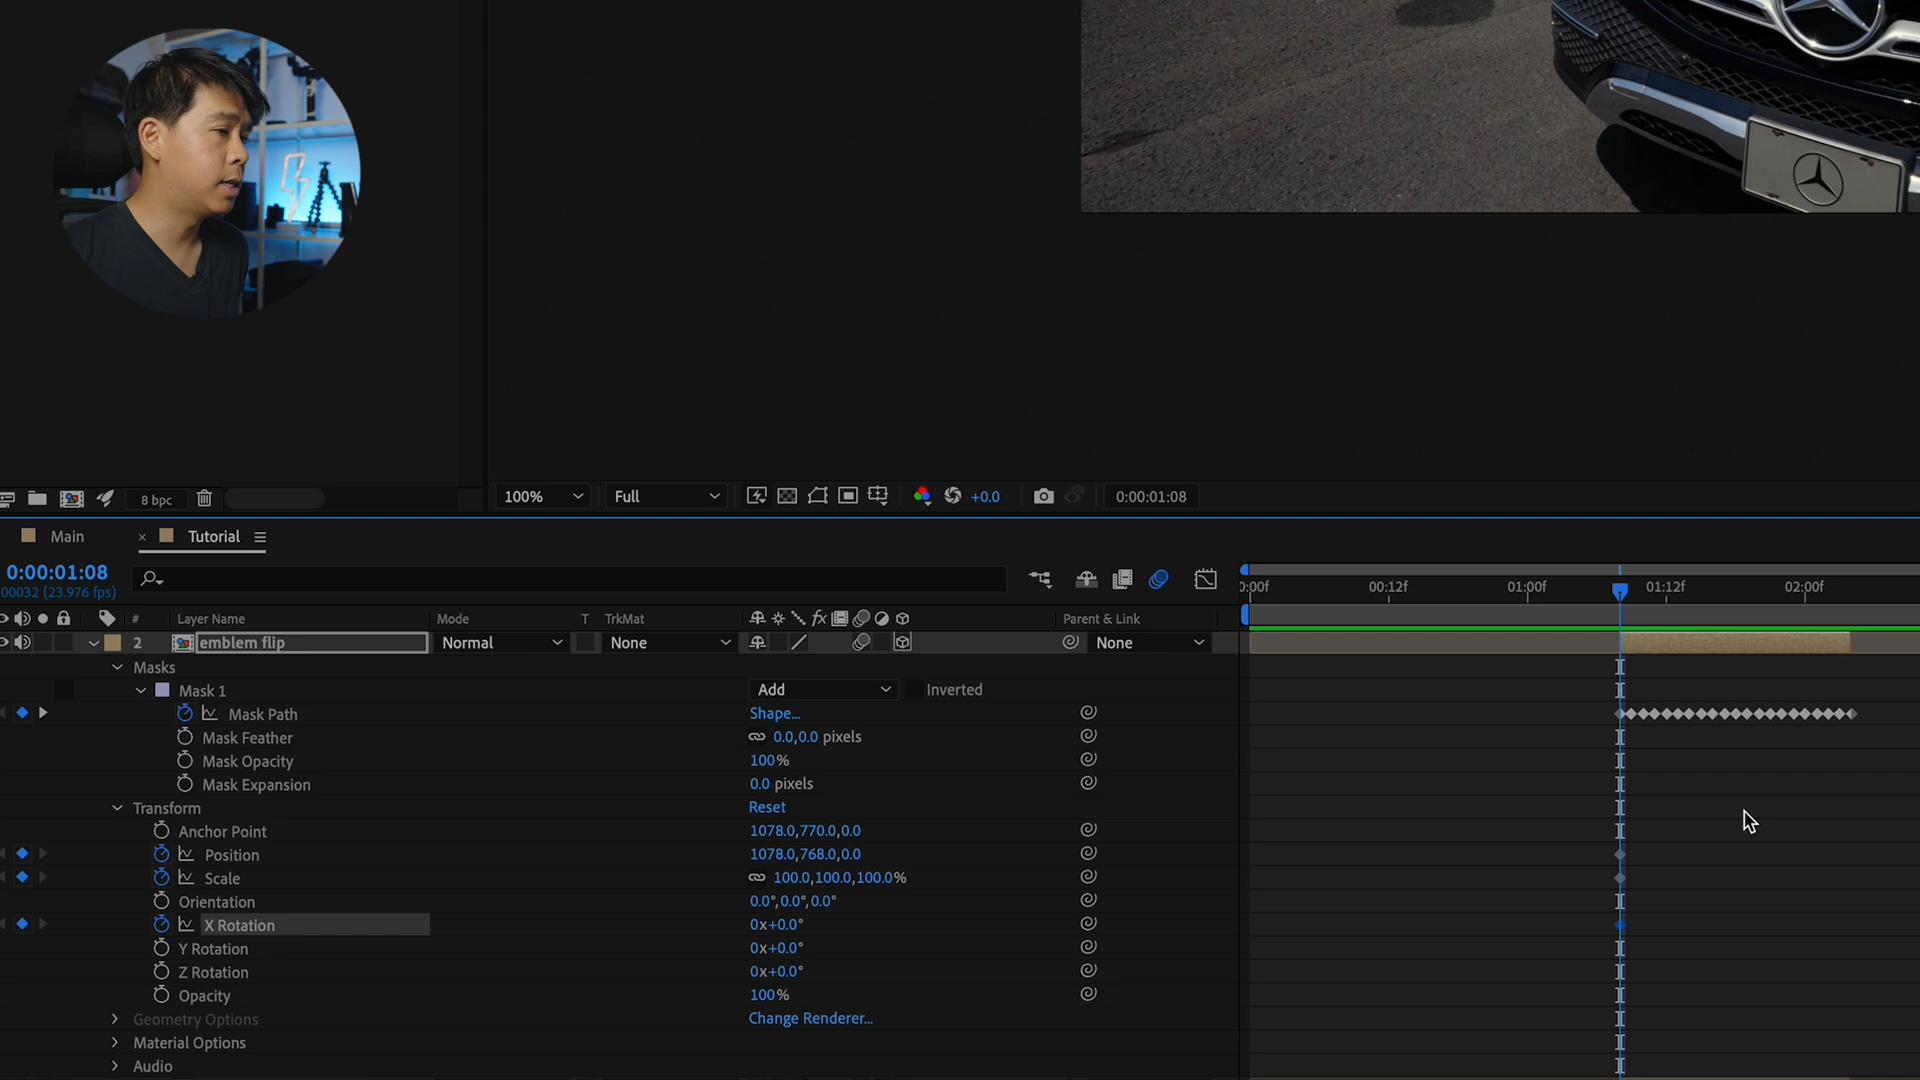 8 bpc
100%
Full
+0.0
0:00:01:08
Main
× Tutorial
0:00:01:08
00032 (23.976 fps)
0:00f
00:12f
01:00f
01:12f
02:00f
#
Layer Name
Mode
T
TrkMat
fx
Parent & Link
2
emblem flip
Normal
None
None
Masks
Mask 1
Add
Inverted
Mask Path
Shape...
Mask Feather
0.0,0.0 pixels
Mask Opacity
100%
Mask Expansion
0.0 pixels
Transform
Reset
Anchor Point
1078.0,770.0,0.0
Position
1078.0,768.0,0.0
Scale
100.0,100.0,100.0%
Orientation
0.0°,0.0°,0.0°
X Rotation
0x+0.0°
Y Rotation
0x+0.0°
Z Rotation
0x+0.0°
Opacity
100%
Geometry Options
Change Renderer...
Material Options
Audio